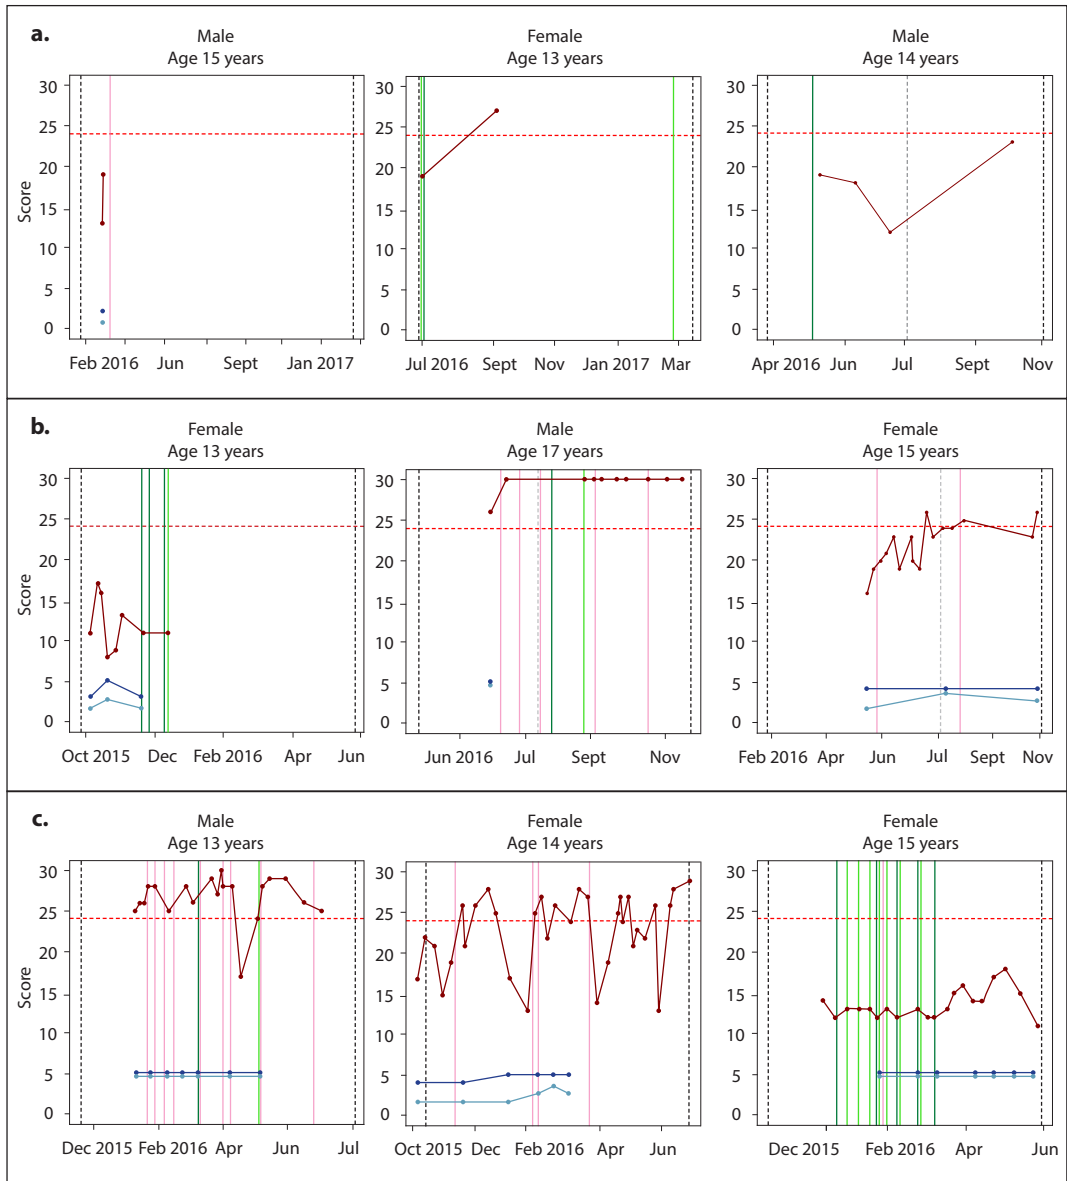 a.
Male
Age 15 years
Female
Age 13 years
Male
Age 14 years
Score
30
25
20
15
10
5
0
Feb 2016 Jun Sept Jan 2017
30
25
20
15
10
5
0
Jul 2016 Sept Nov Jan 2017 Mar
30
25
20
15
10
5
0
Apr 2016 Jun Jul Sept Nov
b.
Female
Age 13 years
Male
Age 17 years
Female
Age 15 years
Score
30
25
20
15
10
5
0
Oct 2015 Dec Feb 2016 Apr Jun
30
25
20
15
10
5
0
Jun 2016 Jul Sept Nov
30
25
20
15
10
5
0
Feb 2016 Apr Jun Jul Sept Nov
c.
Male
Age 13 years
Female
Age 14 years
Female
Age 15 years
Score
30
25
20
15
10
5
0
Dec 2015 Feb 2016 Apr Jun Jul
30
25
20
15
10
5
0
Oct 2015 Dec Feb 2016 Apr Jun
30
25
20
15
10
5
0
Dec 2015 Feb 2016 Apr Jun